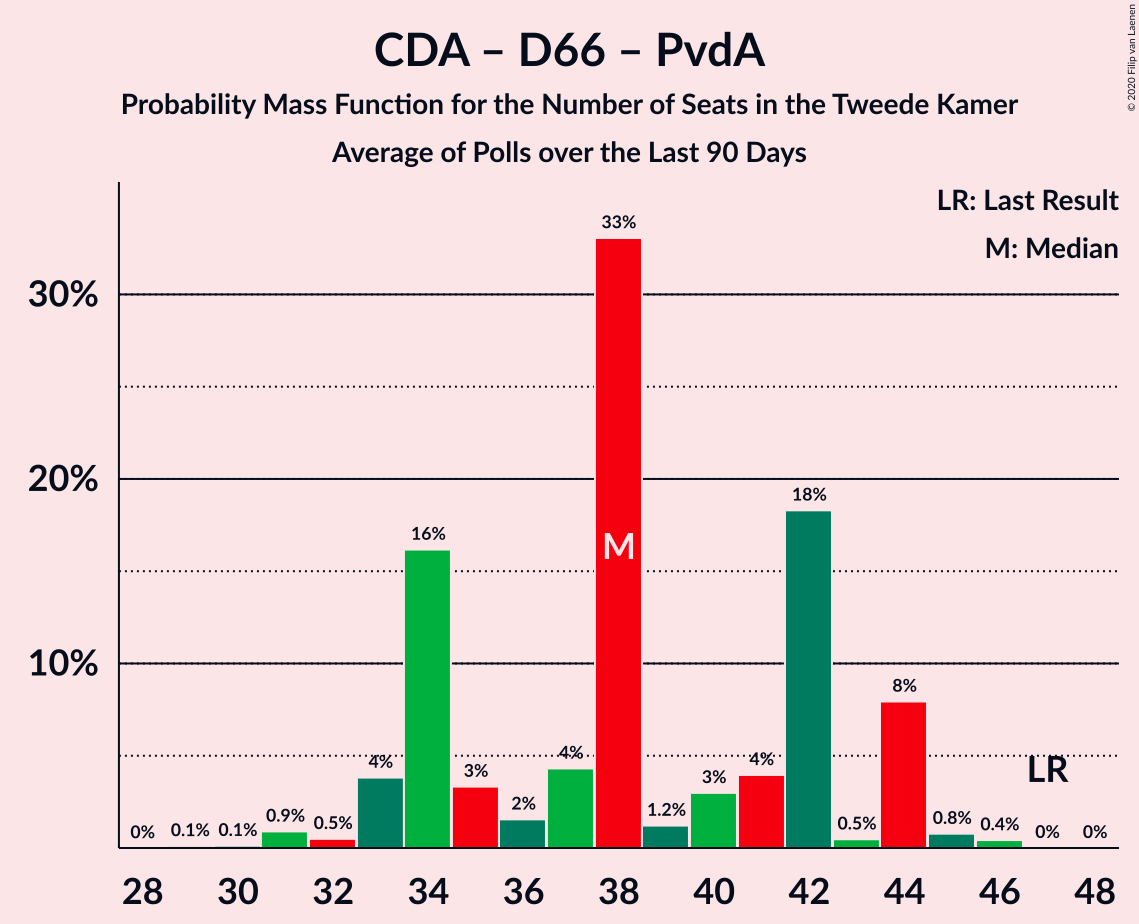 CDA – D66 – PvdA
Probability Mass Function for the Number of Seats in the Tweede Kamer
Average of Polls over the Last 90 Days
© 2020 Filip van Laenen
LR: Last Result
M: Median
30%
20%
10%
0%
0.1%
0.1%
0.9%
0.5%
4%
16%
3%
2%
4%
33%
M
1.2%
3%
4%
18%
0.5%
8%
0.8%
0.4%
0%
LR
0%
28 30 32 34 36 38 40 42 44 46 48